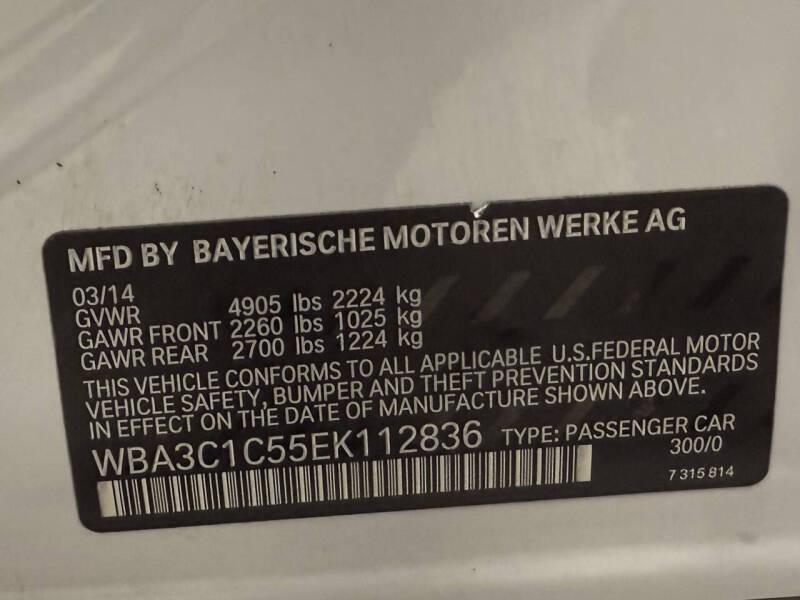 MFD BY BAYERISCHE MOTOREN WERKE AG
03/14
GVWR 4905 lbs 2224 kg
GAWR FRONT 2260 lbs 1025 kg
GAWR REAR 2700 lbs 1224 kg
THIS VEHICLE CONFORMS TO ALL APPLICABLE U.S.FEDERAL MOTOR
VEHICLE SAFETY, BUMPER AND THEFT PREVENTION STANDARDS
IN EFFECT ON THE DATE OF MANUFACTURE SHOWN ABOVE.
WBA3C1C55EK112836 TYPE: PASSENGER CAR
300/0
7 315 814